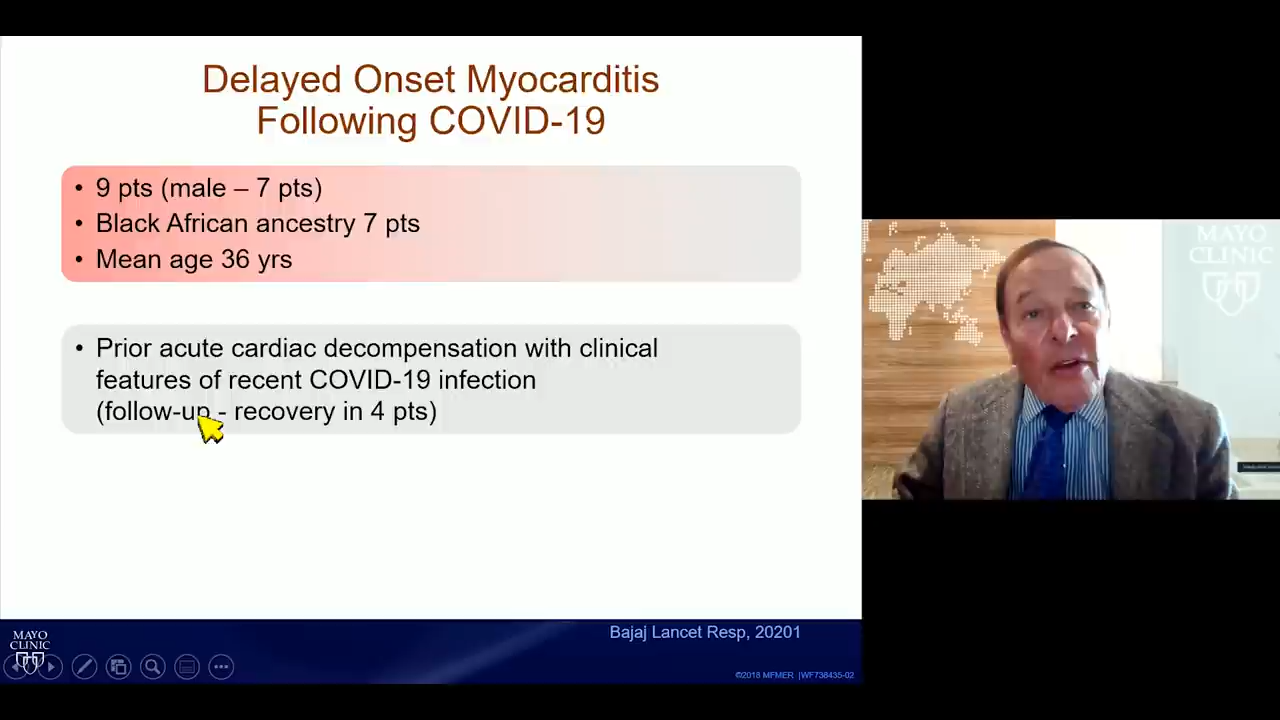 Delayed Onset Myocarditis
Following COVID-19
• 9 pts (male – 7 pts)
• Black African ancestry 7 pts
• Mean age 36 yrs
• Prior acute cardiac decompensation with clinical
features of recent COVID-19 infection
(follow-up - recovery in 4 pts)
Bajaj Lancet Resp, 20201
MAYO
CLINIC
©2018 MFMER | WF738435-02
MAYO
CLINIC